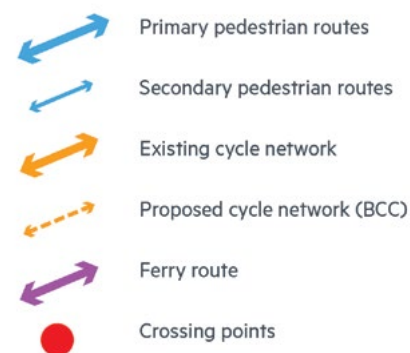 Primary pedestrian routes
Secondary pedestrian routes
Existing cycle network
Proposed cycle network (BCC)
Ferry route
Crossing points